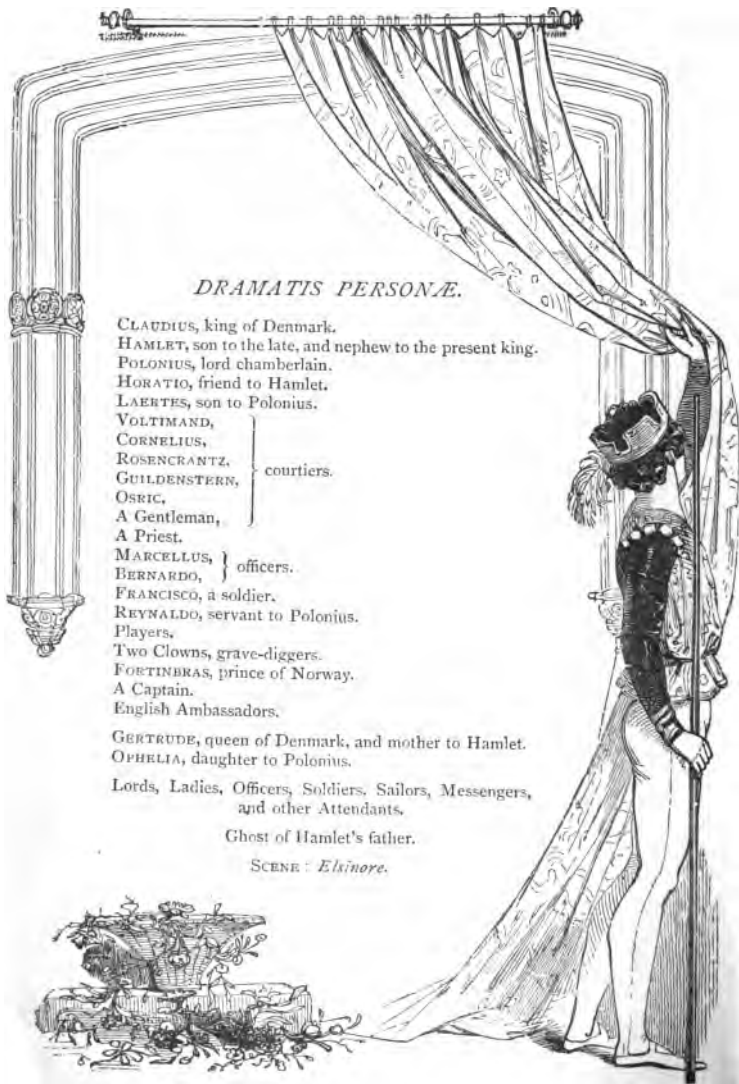 DRAMATIS PERSONÆ.
CLAUDIUS, king of Denmark.
HAMLET, son to the late, and nephew to the present king.
POLONIUS, lord chamberlain.
HORATIO, friend to Hamlet.
LAERTES, son to Polonius.
VOLTIMAND,
CORNELIUS,
ROSENCRANTZ,
GUILDENSTERN,
OSRIC,
A Gentleman,
courtiers.
A Priest.
MARCELLUS,
BERNARDO,
officers.
FRANCISCO, a soldier.
REYNALDO, servant to Polonius.
Players.
Two Clowns, grave-diggers.
FORTINBRAS, prince of Norway.
A Captain.
English Ambassadors.
GERTRUDE, queen of Denmark, and mother to Hamlet.
OPHELIA, daughter to Polonius.
Lords, Ladies, Officers, Soldiers, Sailors, Messengers,
and other Attendants.
Ghost of Hamlet's father.
SCENE: Elsinore.